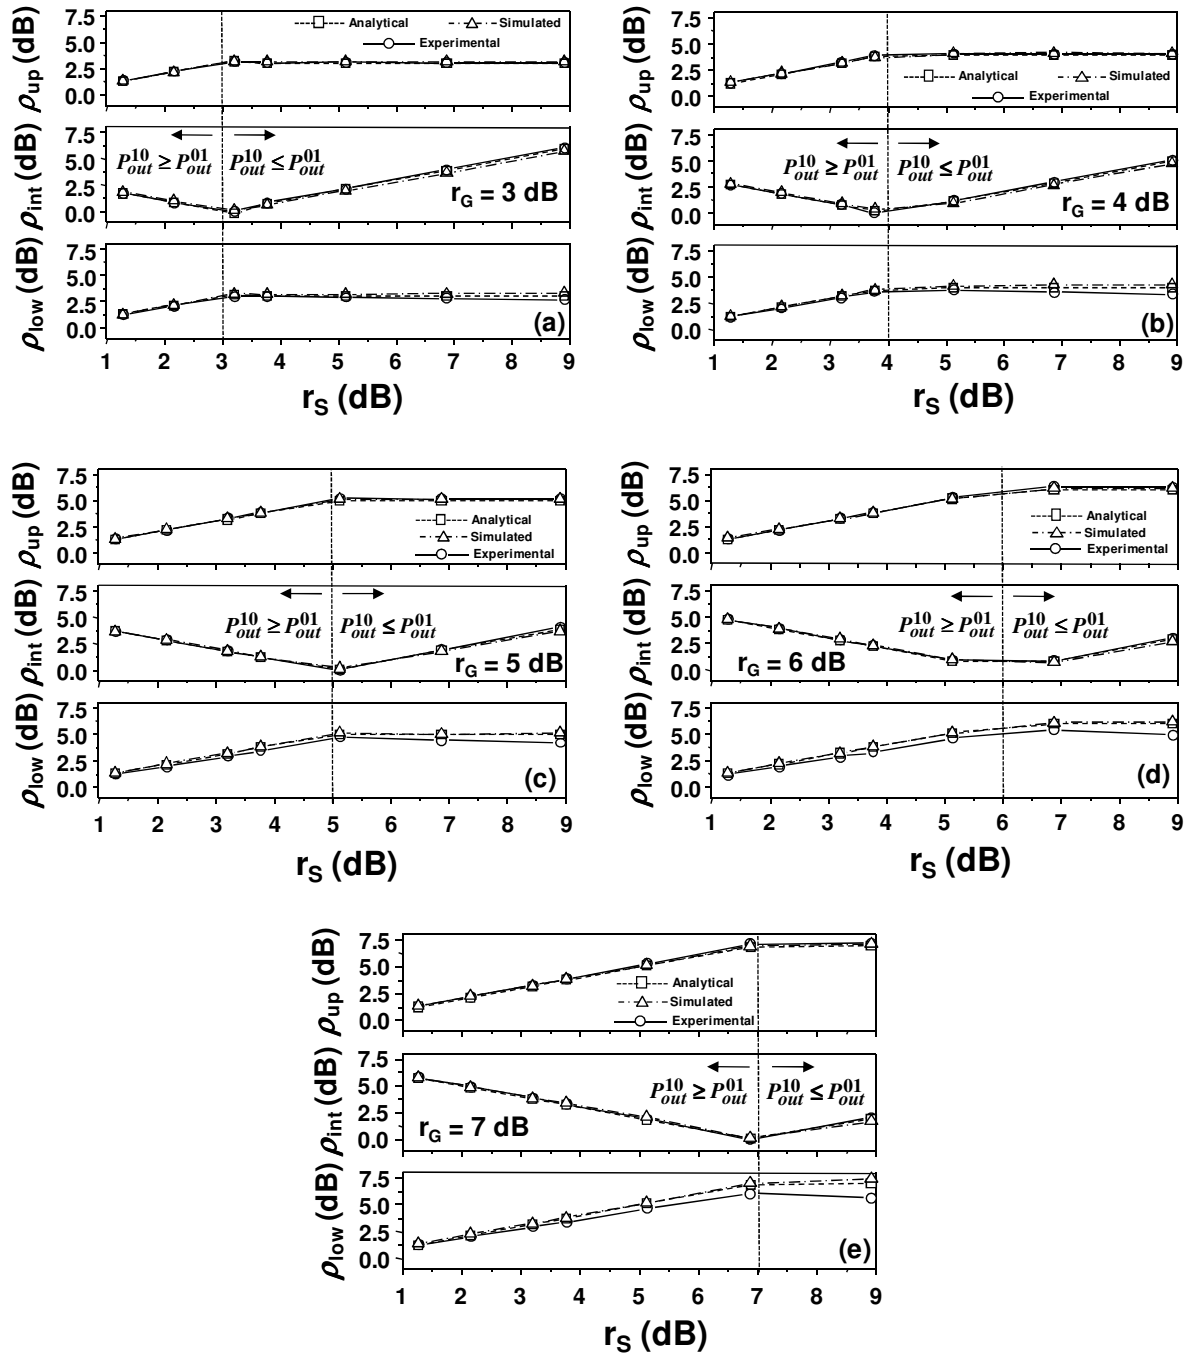 ρup (dB)
7.5
5.0
2.5
0.0
Analytical
Simulated
Experimental
ρint (dB)
7.5
5.0
2.5
0.0
P10out ≥ P01out
P10out ≤ P01out
rG = 3 dB
ρlow (dB)
7.5
5.0
2.5
0.0
(a)
1 2 3 4 5 6 7 8 9
rS (dB)
ρup (dB)
7.5
5.0
2.5
0.0
Analytical
Simulated
Experimental
ρint (dB)
7.5
5.0
2.5
0.0
P10out ≥ P01out
P10out ≤ P01out
rG = 4 dB
ρlow (dB)
7.5
5.0
2.5
0.0
(b)
1 2 3 4 5 6 7 8 9
rS (dB)
ρup (dB)
7.5
5.0
2.5
0.0
Analytical
Simulated
Experimental
ρint (dB)
7.5
5.0
2.5
0.0
P10out ≥ P01out
P10out ≤ P01out
rG = 5 dB
ρlow (dB)
7.5
5.0
2.5
0.0
(c)
1 2 3 4 5 6 7 8 9
rS (dB)
ρup (dB)
7.5
5.0
2.5
0.0
Analytical
Simulated
Experimental
ρint (dB)
7.5
5.0
2.5
0.0
P10out ≥ P01out
P10out ≤ P01out
rG = 6 dB
ρlow (dB)
7.5
5.0
2.5
0.0
(d)
1 2 3 4 5 6 7 8 9
rS (dB)
ρup (dB)
7.5
5.0
2.5
0.0
Analytical
Simulated
Experimental
ρint (dB)
7.5
5.0
2.5
0.0
P10out ≥ P01out
P10out ≤ P01out
rG = 7 dB
ρlow (dB)
7.5
5.0
2.5
0.0
(e)
1 2 3 4 5 6 7 8 9
rS (dB)